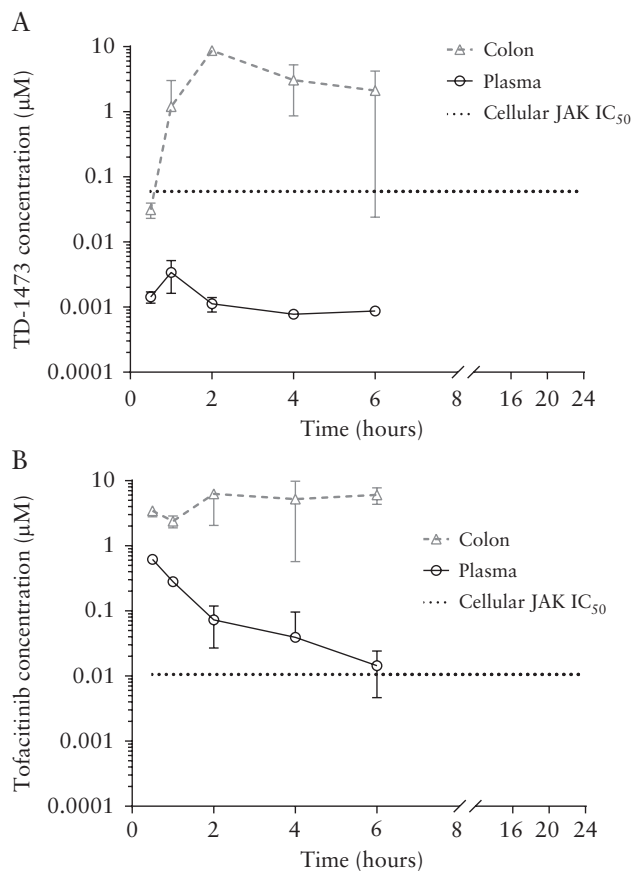 A
TD-1473 concentration (µM)
10
1
0.1
0.01
0.001
0.0001
Colon
Plasma
Cellular JAK IC50
0 2 4 6 8 16 20 24
Time (hours)
B
Tofacitinib concentration (µM)
10
1
0.1
0.01
0.001
0.0001
Colon
Plasma
Cellular JAK IC50
0 2 4 6 8 16 20 24
Time (hours)